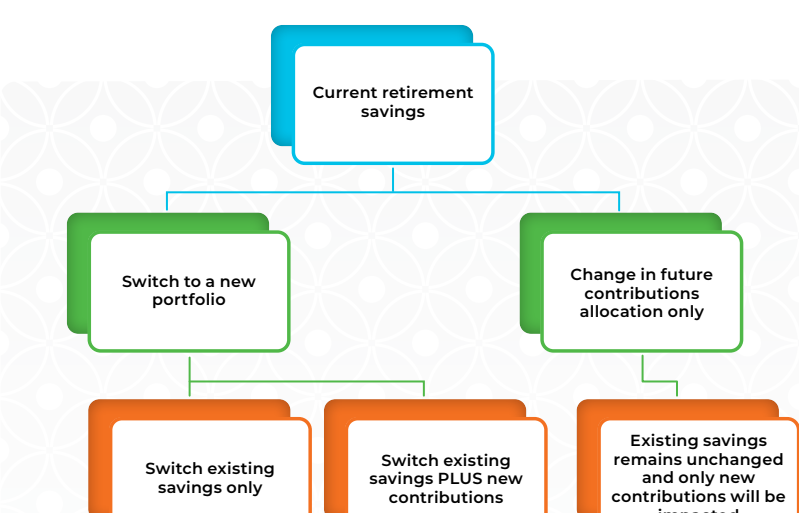 Current retirement
savings
Switch to a new
portfolio
Change in future
contributions
allocation only
Switch existing
savings only
Switch existing
savings PLUS new
contributions
Existing savings
remains unchanged
and only new
contributions will be
impacted